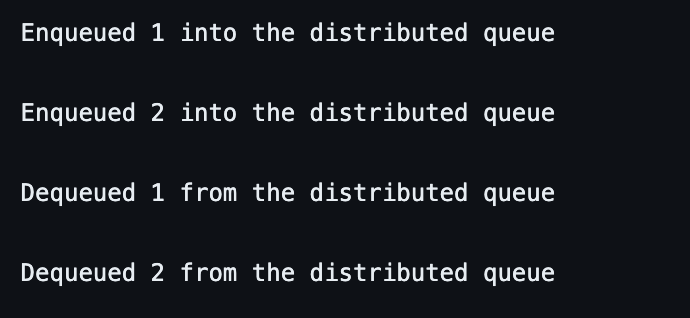 Enqueued 1 into the distributed queue
Enqueued 2 into the distributed queue
Dequeued 1 from the distributed queue
Dequeued 2 from the distributed queue